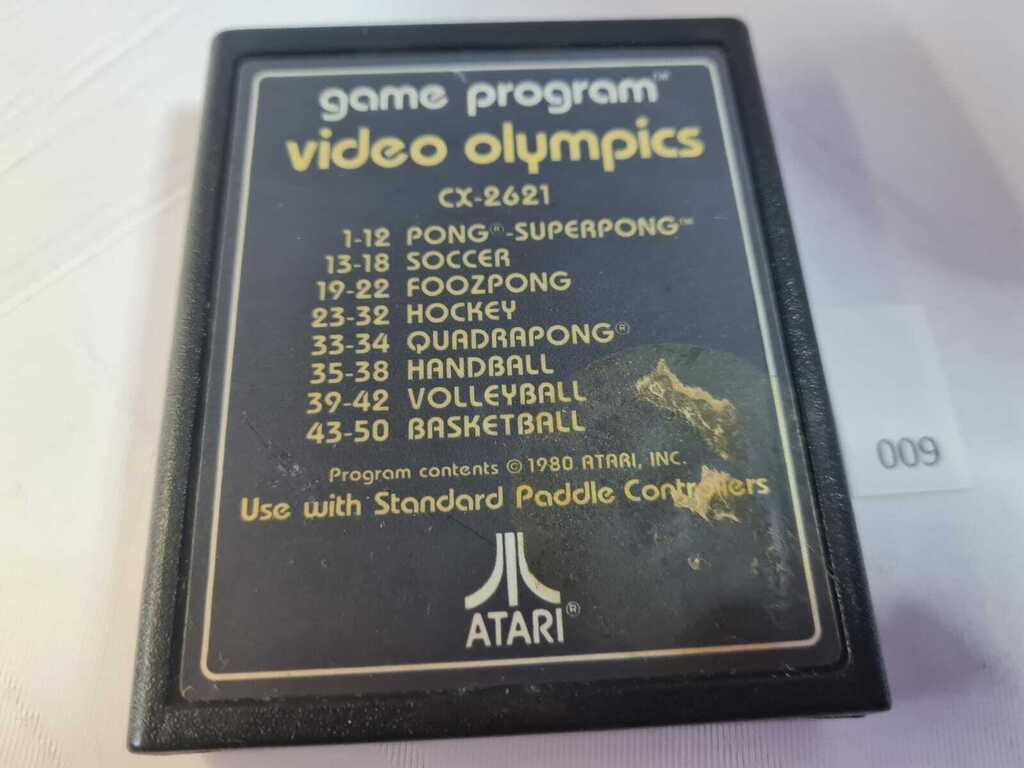 game program™
video olympics
CX-2621
1-12 PONG®-SUPERPONG™
13-18 SOCCER
19-22 FOOZPONG
23-32 HOCKEY
33-34 QUADRAPONG®
35-38 HANDBALL
39-42 VOLLEYBALL
43-50 BASKETBALL
Program contents © 1980 ATARI, INC.
Use with Standard Paddle Controllers
ATARI®
009